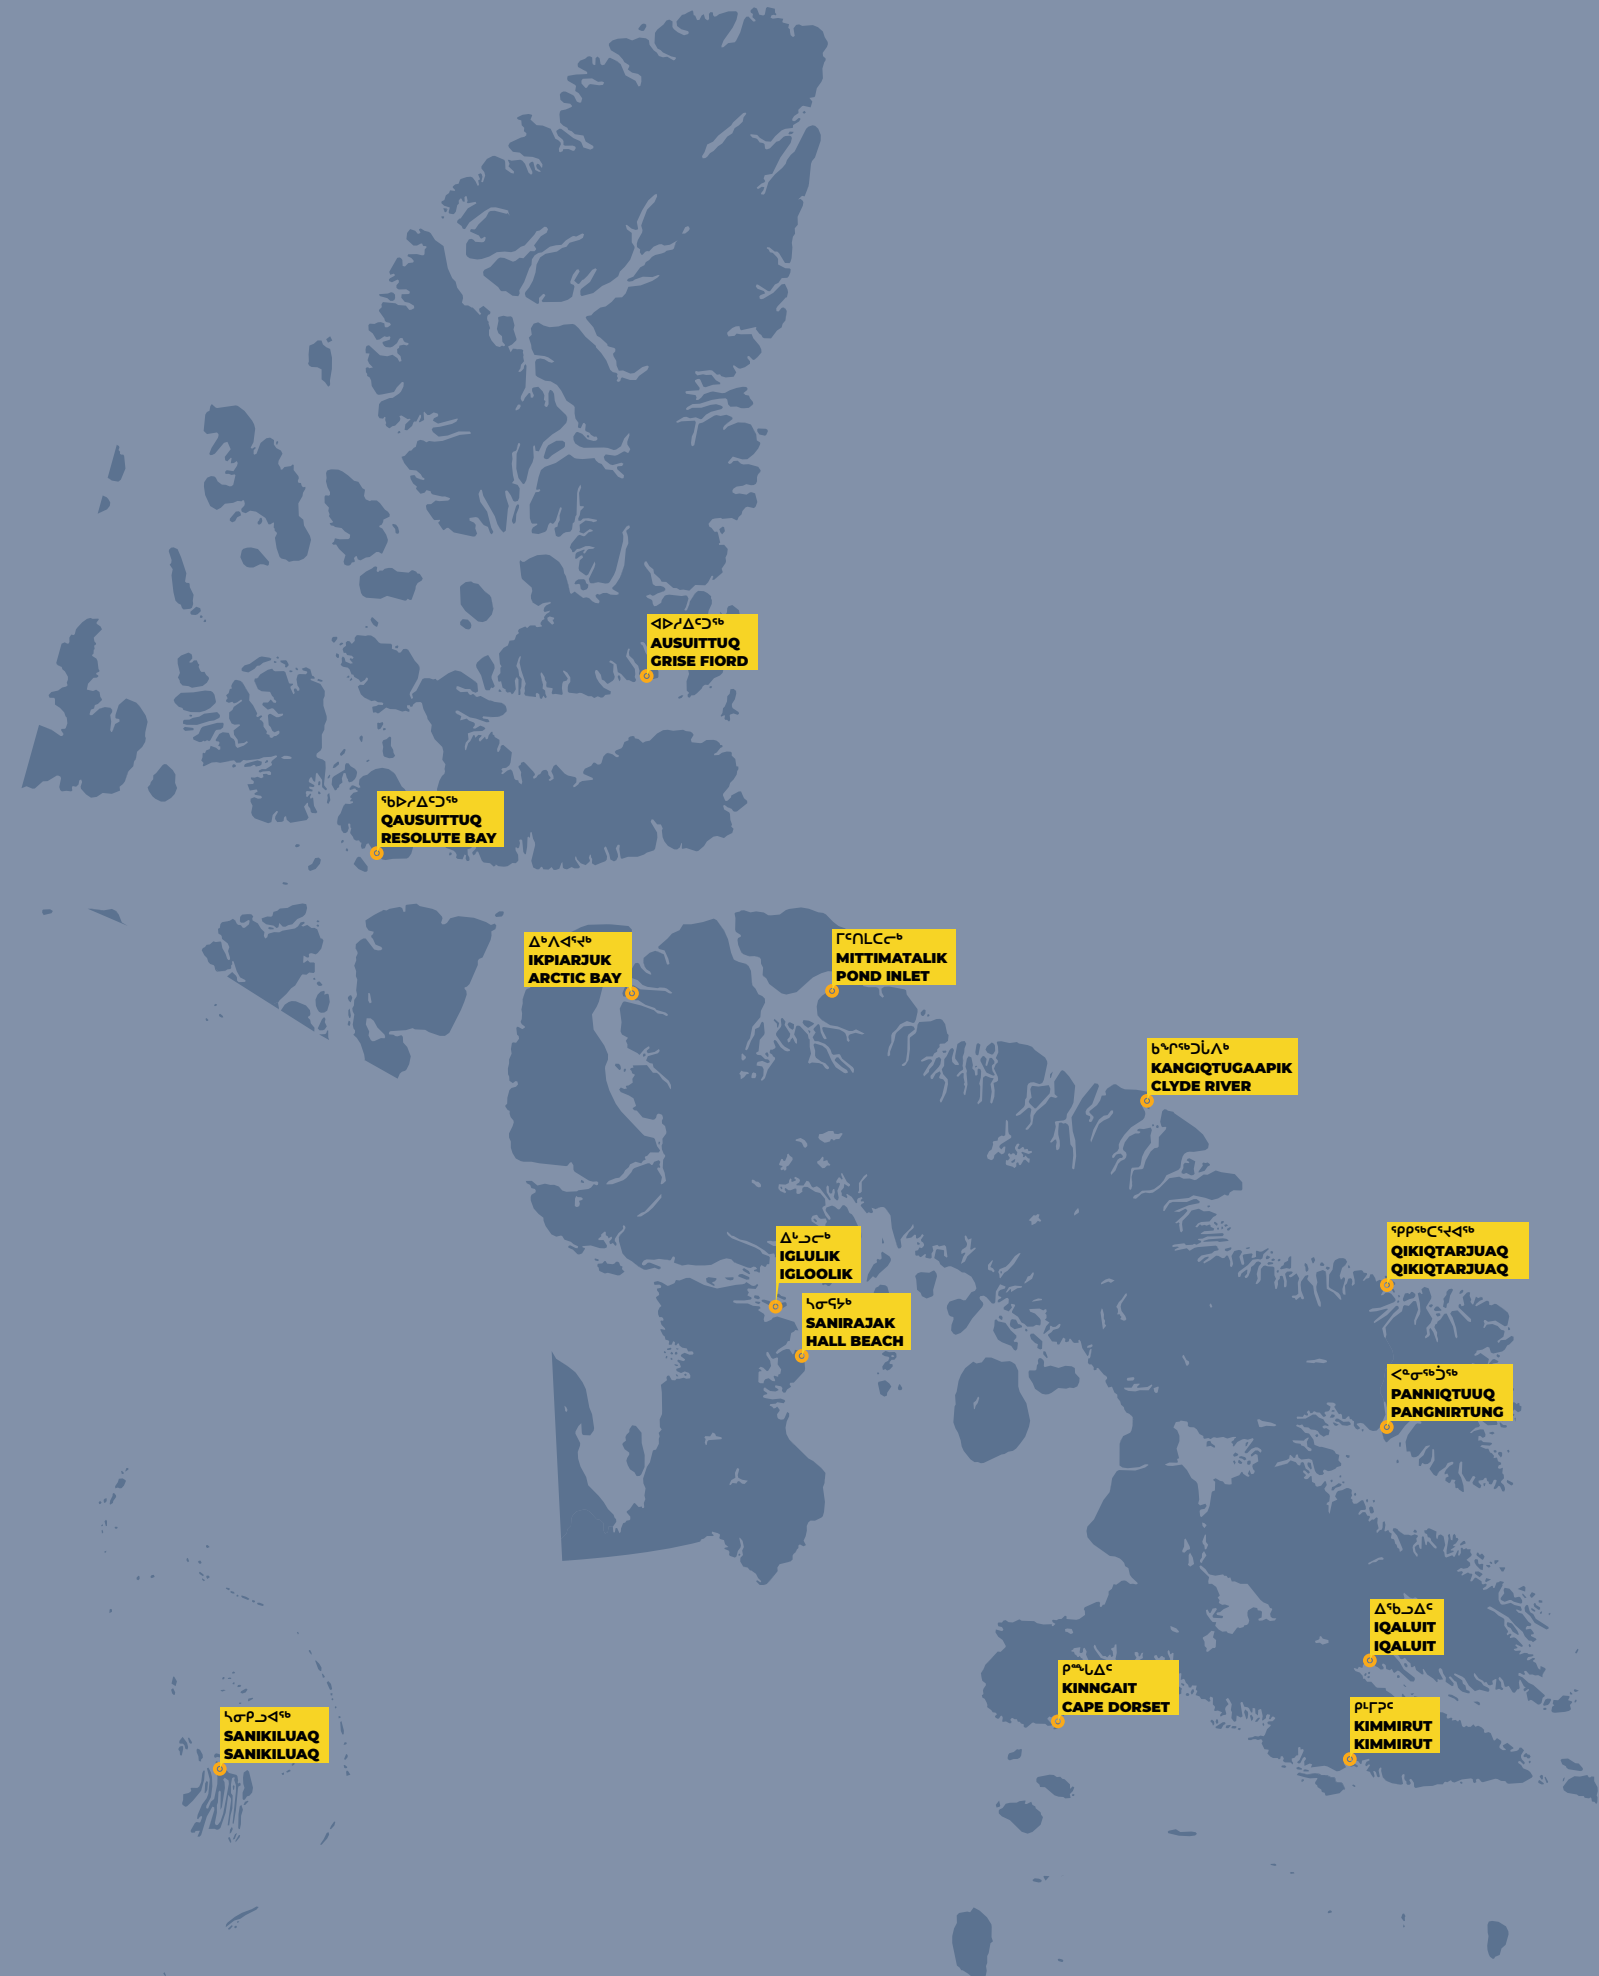 ᐊᐅᓱᐃᑦᑐᖅ
AUSUITTUQ
GRISE FIORD
ᖃᐅᓱᐃᑦᑐᖅ
QAUSUITTUQ
RESOLUTE BAY
ᐃᒃᐱᐊᕐᔪᒃ
IKPIARJUK
ARCTIC BAY
ᒥᑦᑎᒪᑕᓕᒃ
MITTIMATALIK
POND INLET
ᑲᖏᖅᑐᒑᐱᒃ
KANGIQTUGAAPIK
CLYDE RIVER
ᐃᒡᓗᓕᒃ
IGLULIK
IGLOOLIK
ᓴᓂᕋᔭᒃ
SANIRAJAK
HALL BEACH
ᕿᑭᖅᑕᕐᔪᐊᖅ
QIKIQTARJUAQ
QIKIQTARJUAQ
ᐸᓐᓂᖅᑑᖅ
PANNIQTUUQ
PANGNIRTUNG
ᐃᖃᓗᐃᑦ
IQALUIT
IQALUIT
ᑭᙵᐃᑦ
KINNGAIT
CAPE DORSET
ᑭᒻᒥᕈᑦ
KIMMIRUT
KIMMIRUT
ᓴᓂᑭᓗᐊᖅ
SANIKILUAQ
SANIKILUAQ